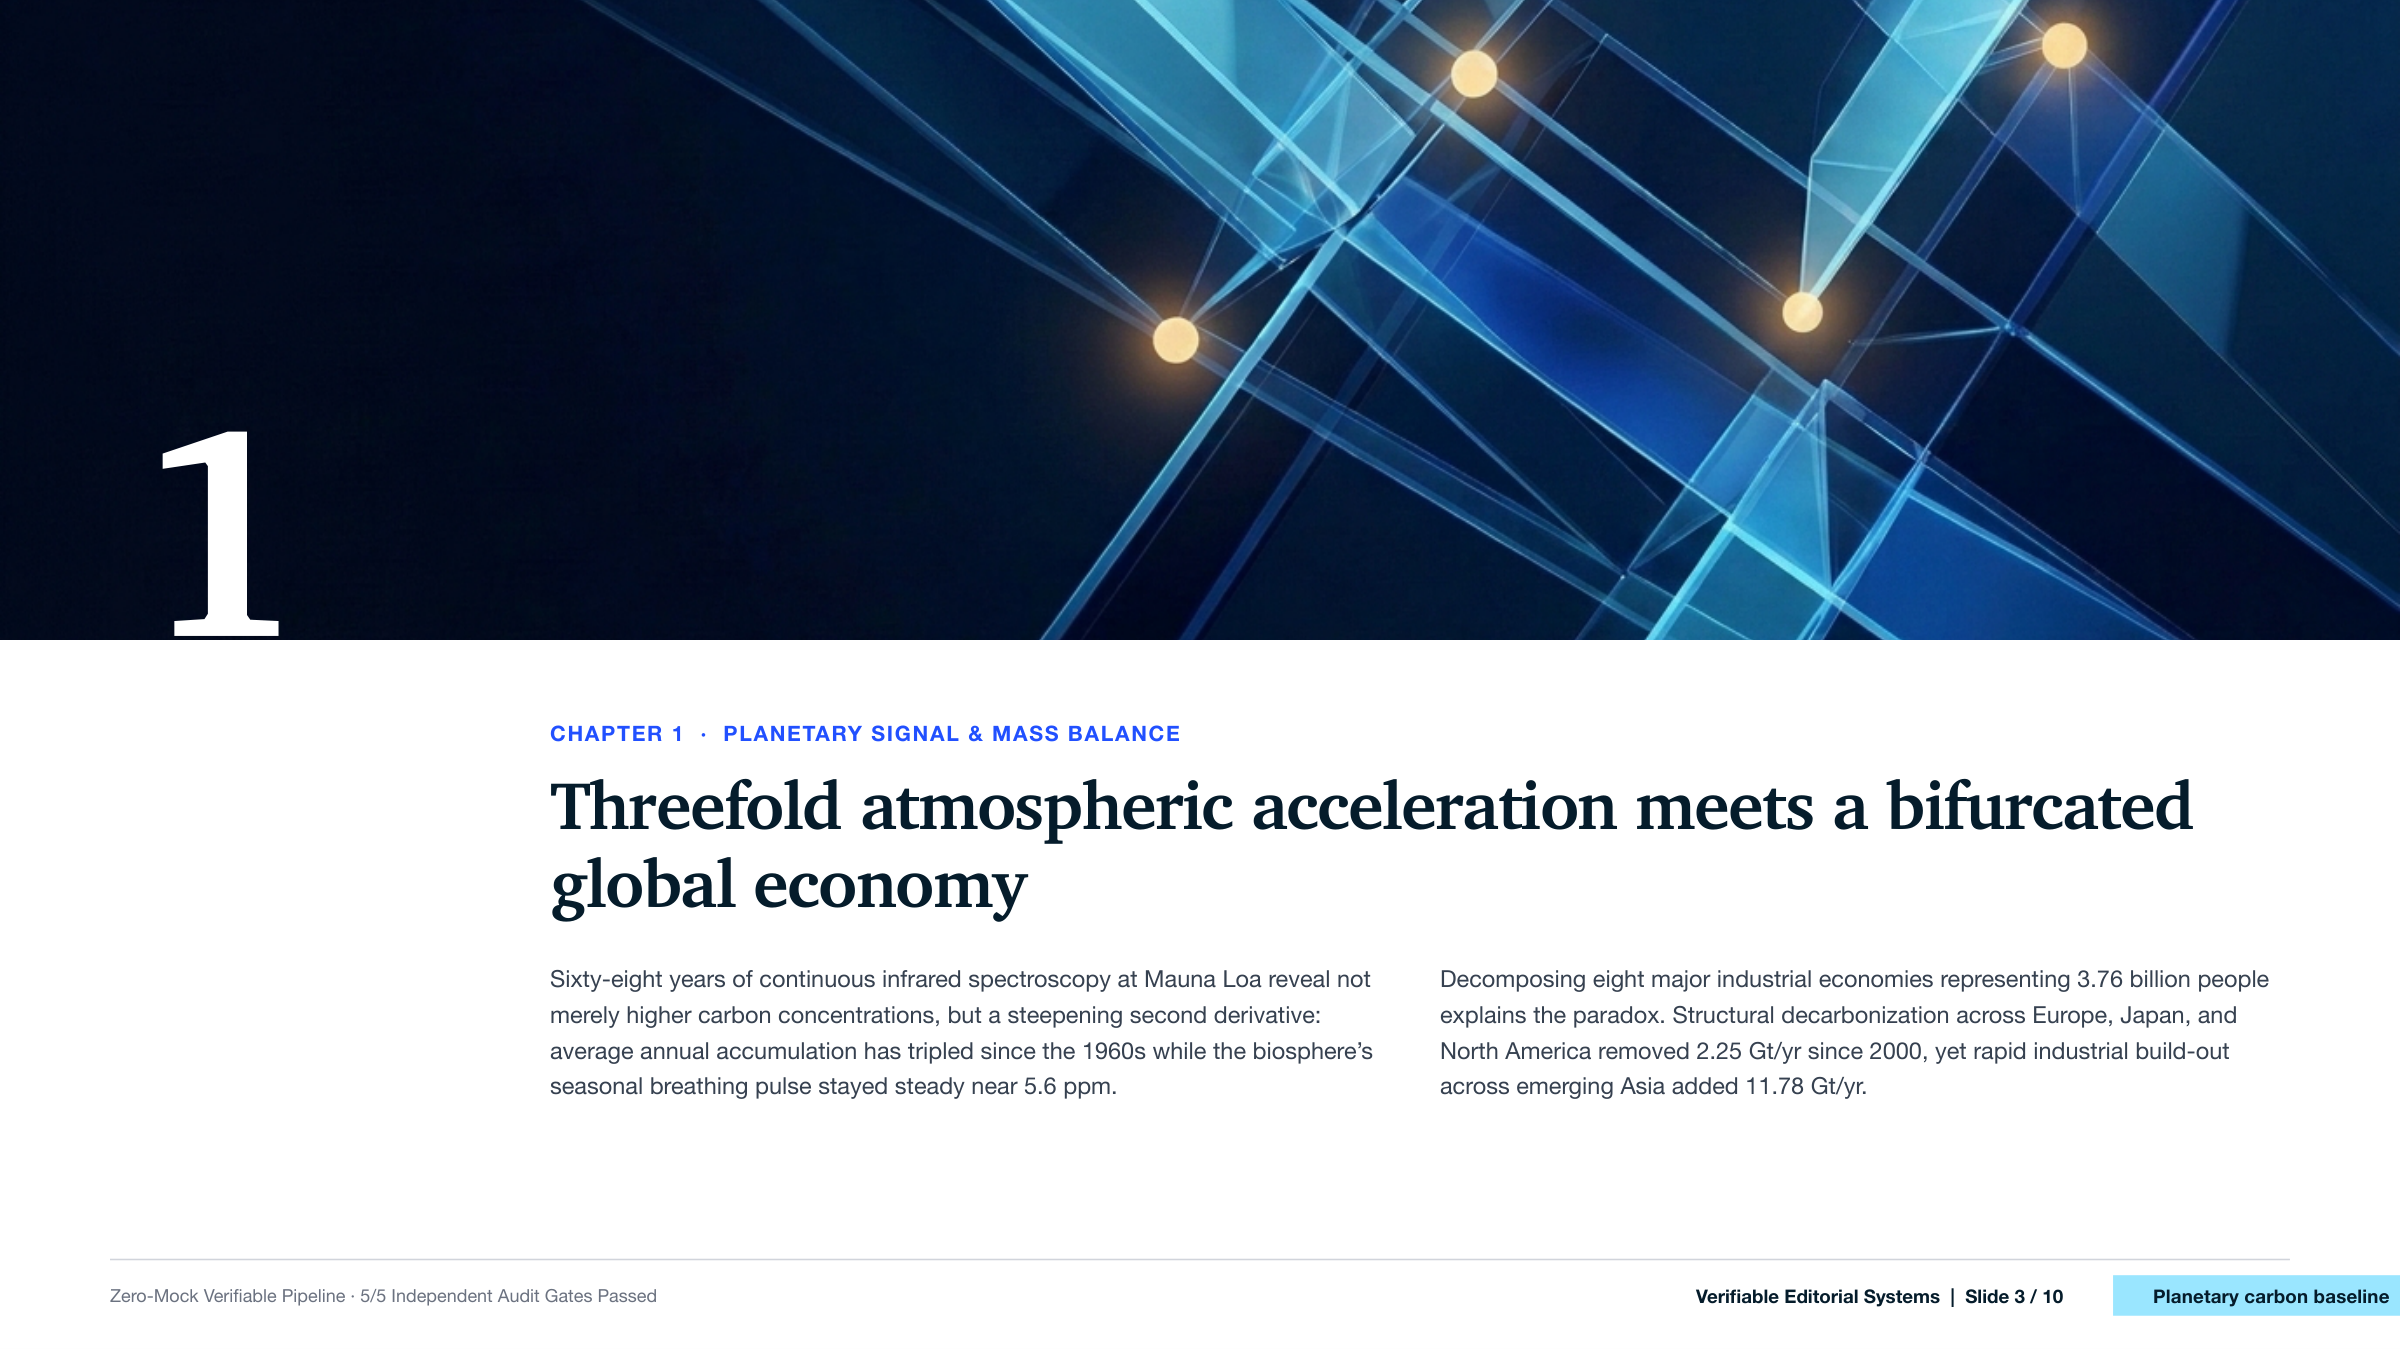 1
CHAPTER 1 · PLANETARY SIGNAL & MASS BALANCE
Threefold atmospheric acceleration meets a bifurcated
global economy
Sixty-eight years of continuous infrared spectroscopy at Mauna Loa reveal not
merely higher carbon concentrations, but a steepening second derivative:
average annual accumulation has tripled since the 1960s while the biosphere’s
seasonal breathing pulse stayed steady near 5.6 ppm.
Decomposing eight major industrial economies representing 3.76 billion people
explains the paradox. Structural decarbonization across Europe, Japan, and
North America removed 2.25 Gt/yr since 2000, yet rapid industrial build-out
across emerging Asia added 11.78 Gt/yr.
Zero-Mock Verifiable Pipeline · 5/5 Independent Audit Gates Passed
Verifiable Editorial Systems | Slide 3 / 10
Planetary carbon baseline